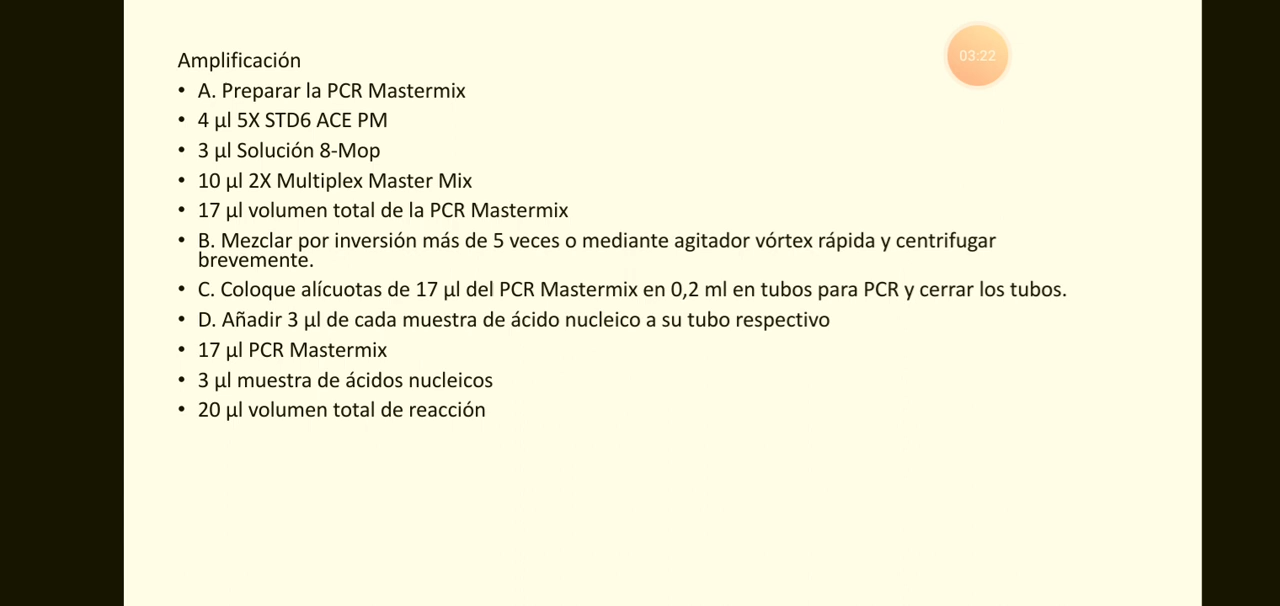 03:22
Amplificación
• A. Preparar la PCR Mastermix
• 4 µl 5X STD6 ACE PM
• 3 µl Solución 8-Mop
• 10 µl 2X Multiplex Master Mix
• 17 µl volumen total de la PCR Mastermix
• B. Mezclar por inversión más de 5 veces o mediante agitador vórtex rápida y centrifugar
brevemente.
• C. Coloque alícuotas de 17 µl del PCR Mastermix en 0,2 ml en tubos para PCR y cerrar los tubos.
• D. Añadir 3 µl de cada muestra de ácido nucleico a su tubo respectivo
• 17 µl PCR Mastermix
• 3 µl muestra de ácidos nucleicos
• 20 µl volumen total de reacción